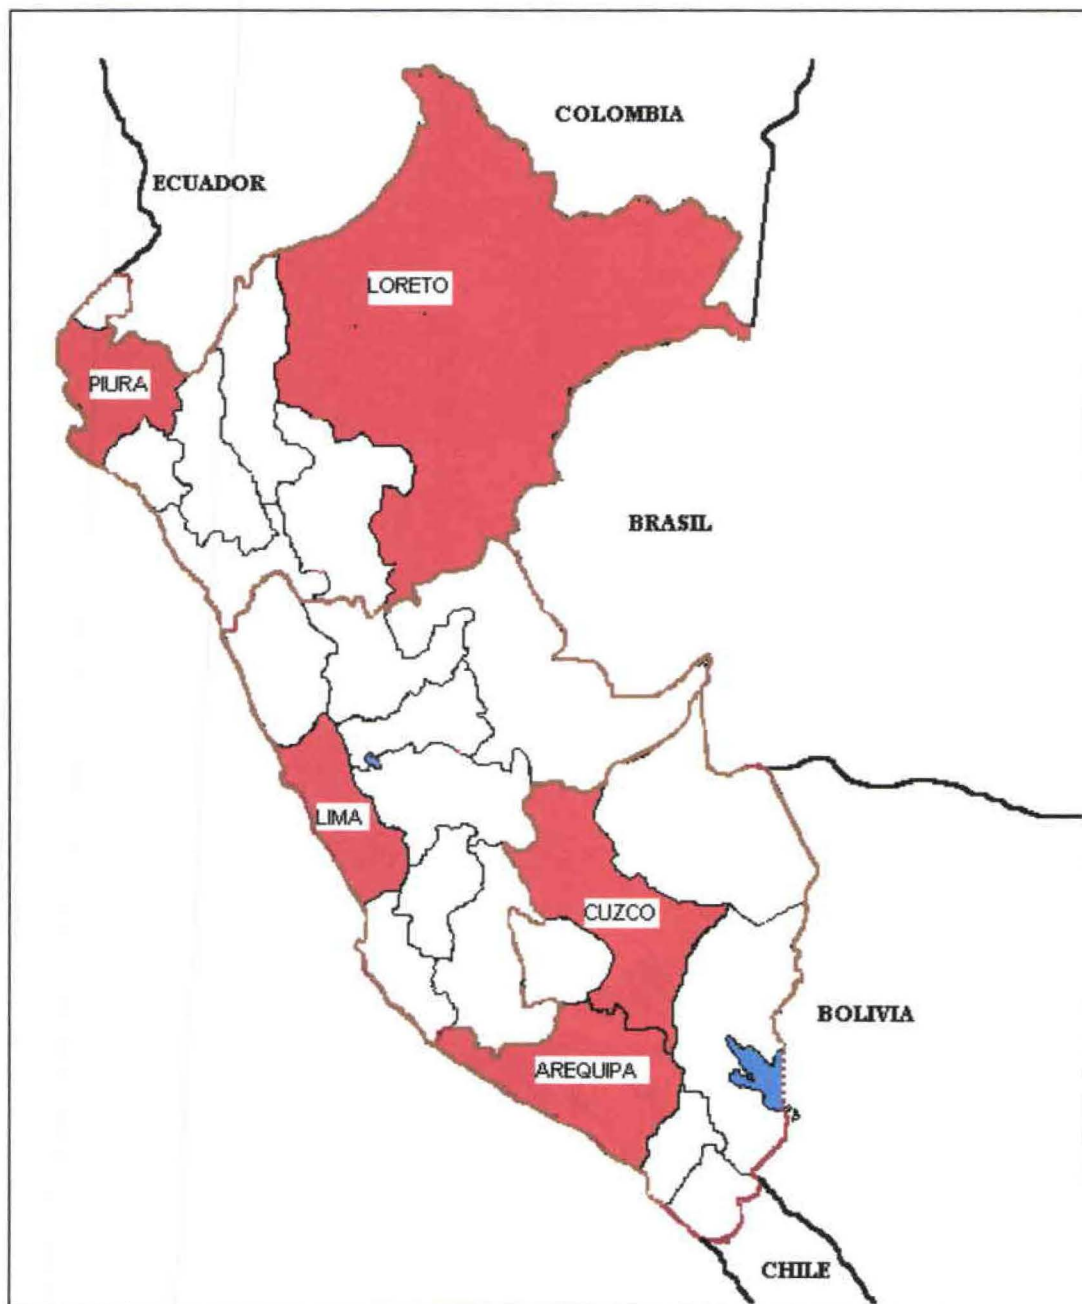 COLOMBIA
ECUADOR
LORETO
PIURA
BRASIL
LIMA
CUZCO
BOLIVIA
AREQUIPA
CHILE